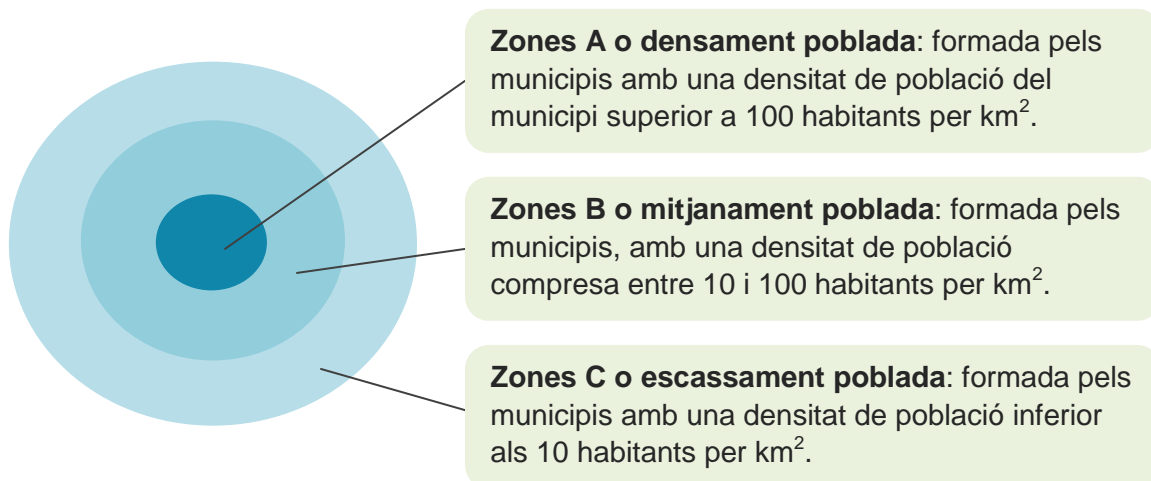 Zones A o densament poblada: formada pels
municipis amb una densitat de població del
municipi superior a 100 habitants per km².
Zones B o mitjanament poblada: formada pels
municipis, amb una densitat de població
compresa entre 10 i 100 habitants per km².
Zones C o escassament poblada: formada pels
municipis amb una densitat de població inferior
als 10 habitants per km².